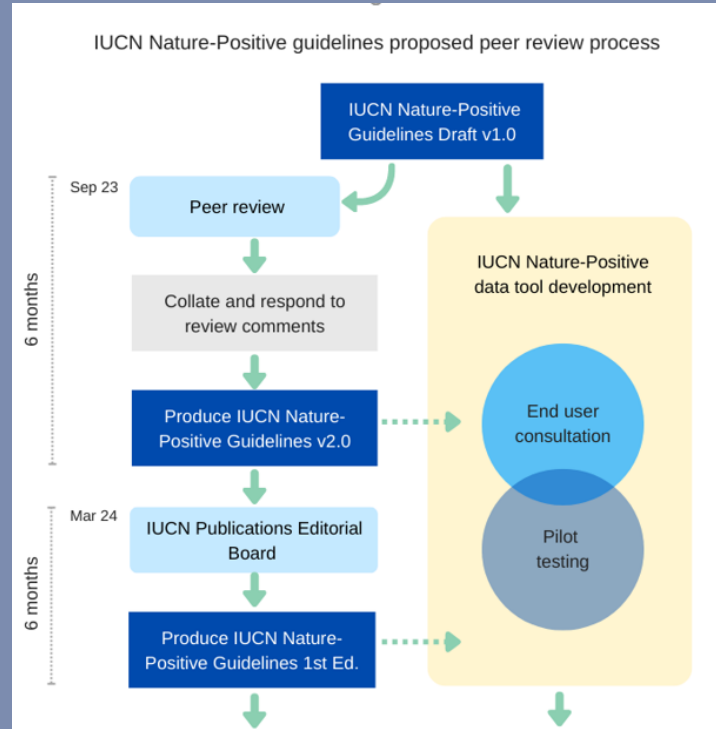 IUCN Nature-Positive guidelines proposed peer review process
IUCN Nature-Positive
Guidelines Draft v1.0
Sep 23
Peer review
IUCN Nature-Positive
data tool development
6 months
Collate and respond to
review comments
Produce IUCN Nature-
Positive Guidelines v2.0
End user
consultation
Mar 24
IUCN Publications Editorial
Board
Pilot
testing
6 months
Produce IUCN Nature-
Positive Guidelines 1st Ed.